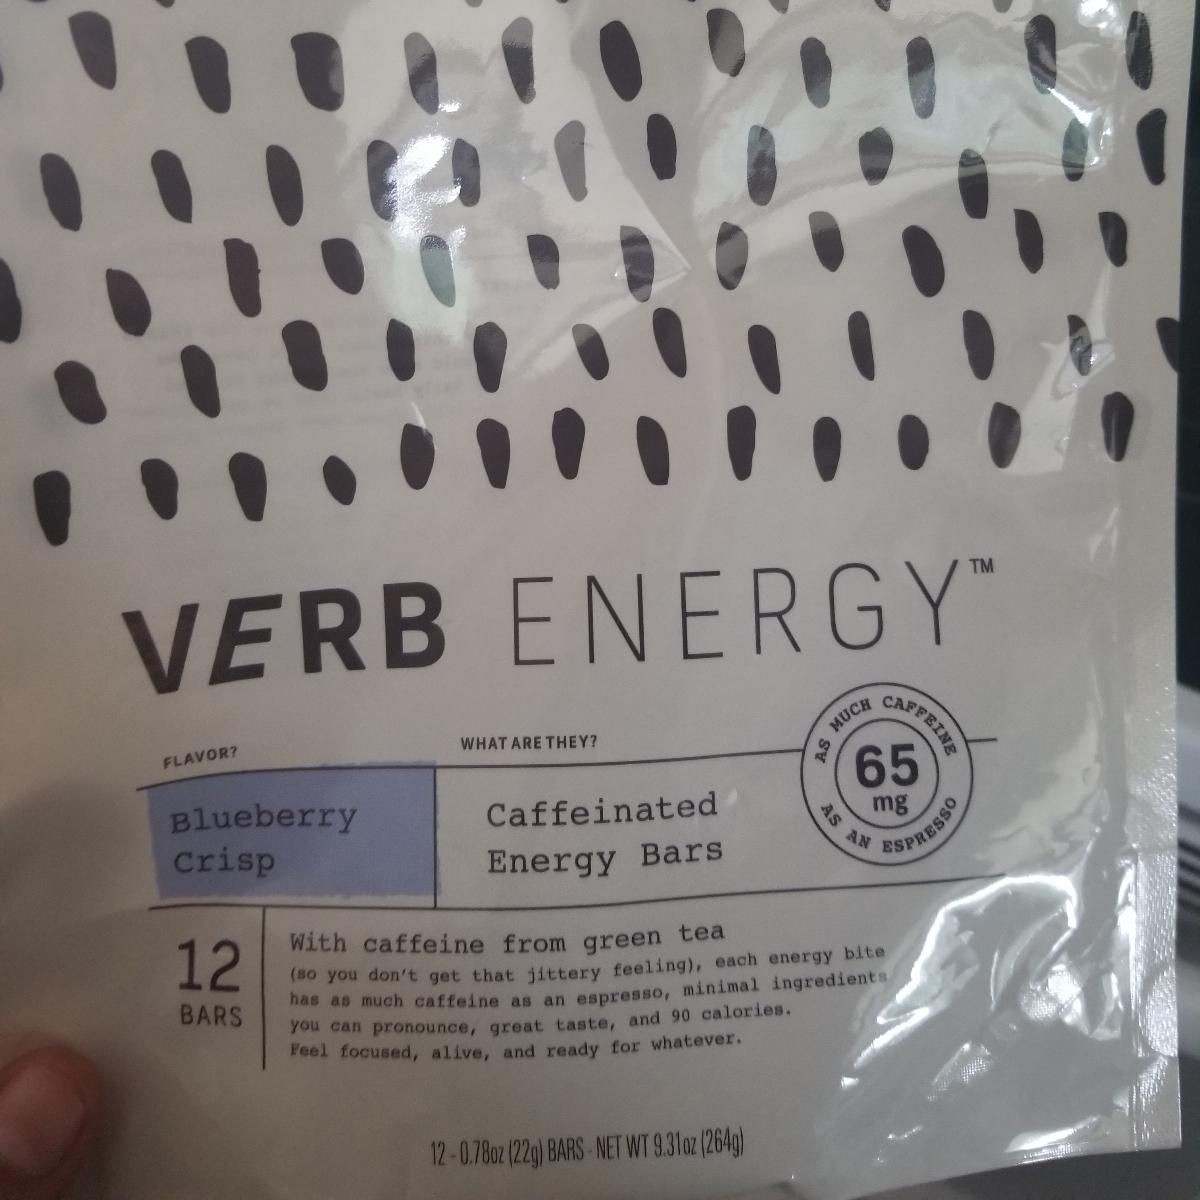 VERB ENERGY™
FLAVOR?
Blueberry
Crisp
WHAT ARE THEY?
Caffeinated
Energy Bars
AS MUCH CAFFEINE
65
mg
AS AN ESPRESSO
12
BARS
With caffeine from green tea
(so you don't get that jittery feeling), each energy bite
has as much caffeine as an espresso, minimal ingredients
you can pronounce, great taste, and 90 calories.
Feel focused, alive, and ready for whatever.
12 - 0.78oz (22g) BARS - NET WT 9.31oz (264g)